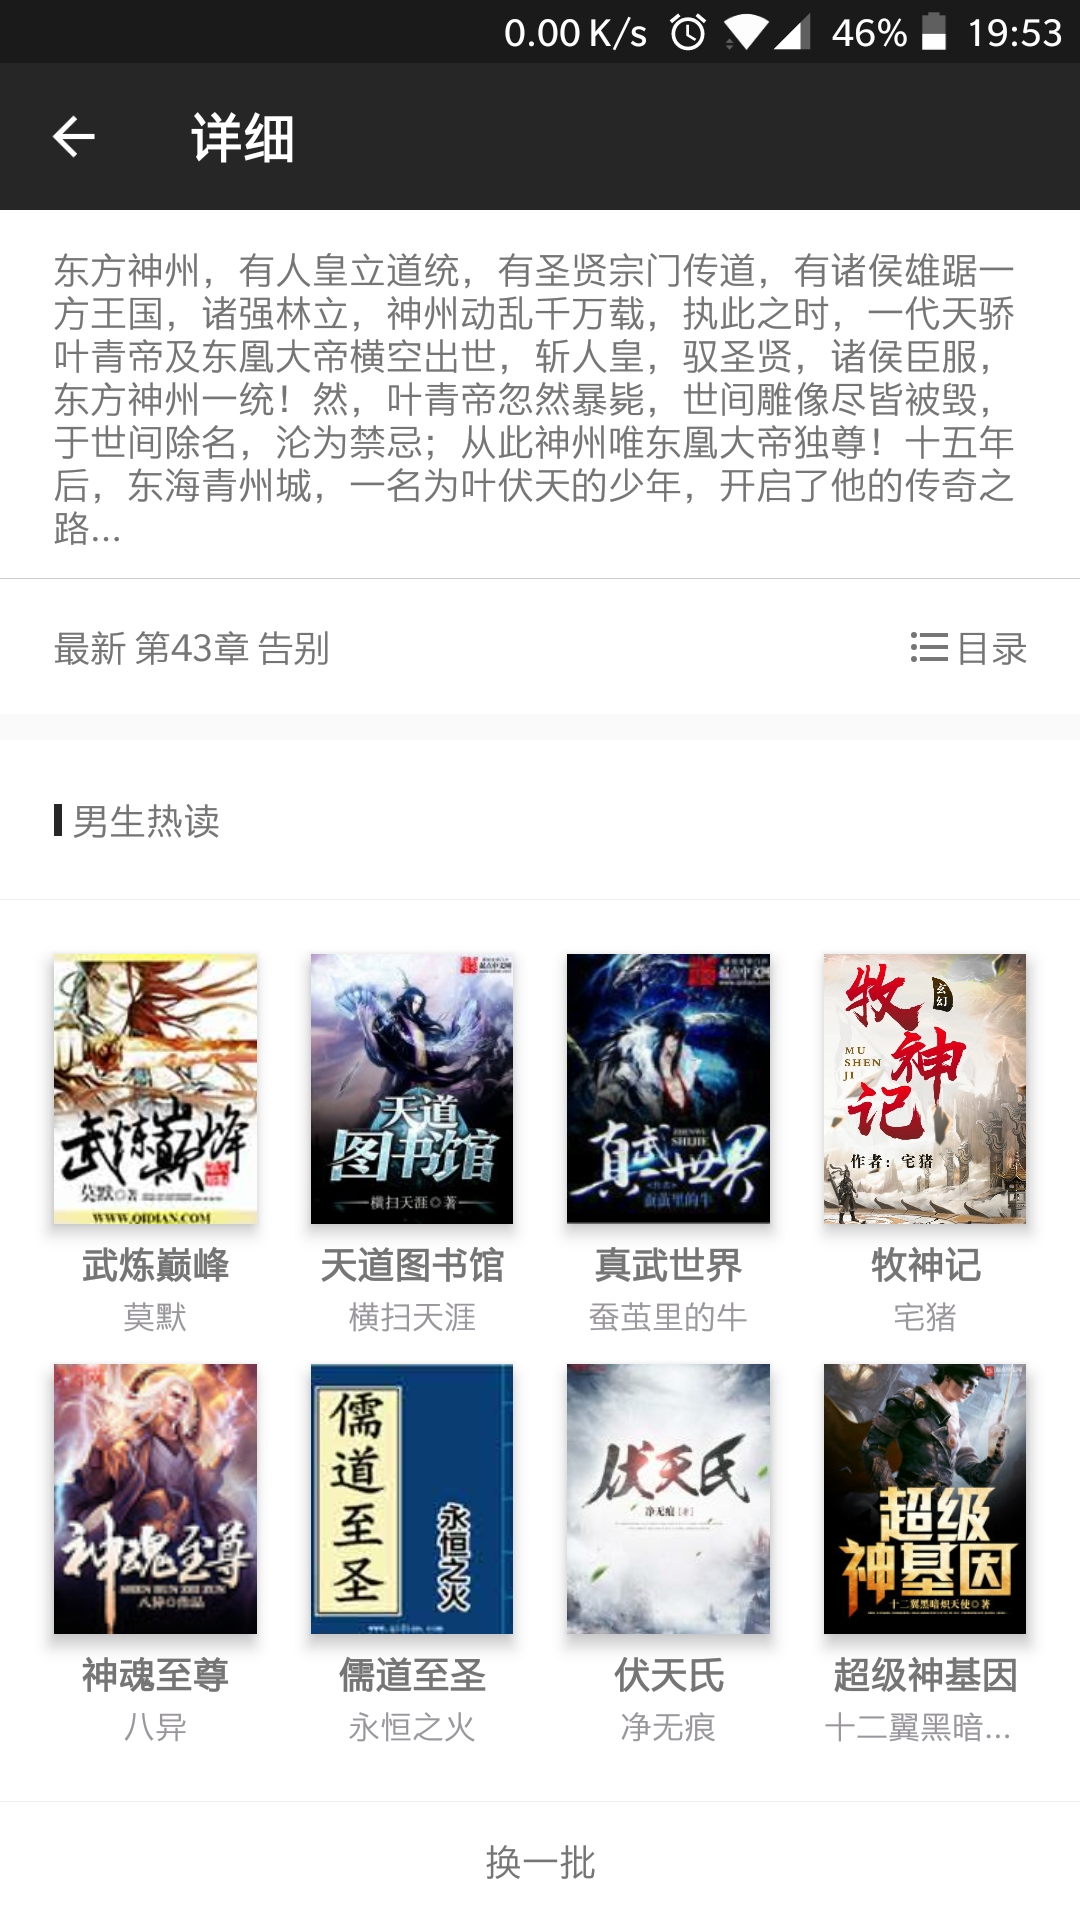 0.00 K/s 46% 19:53
详细
东方神州，有人皇立道统，有圣贤宗门传道，有诸侯雄踞一
方王国，诸强林立，神州动乱千万载，执此之时，一代天骄
叶青帝及东凰大帝横空出世，斩人皇，驭圣贤，诸侯臣服，
东方神州一统！然，叶青帝忽然暴毙，世间雕像尽皆被毁，
于世间除名，沦为禁忌；从此神州唯东凰大帝独尊！十五年
后，东海青州城，一名为叶伏天的少年，开启了他的传奇之
路...
最新 第43章 告别
目录
男生热读
武炼巅峰
莫默◎著
WWW.QIDIAN.COM
起点中文网
天道
图书馆
横扫天涯◎著
起点中文网
真武世界
ZHENWU
SHIJIE
蚕茧里的牛
牧神记
玄幻
MU
SHEN
JI
作者：宅猪
武炼巅峰
天道图书馆
真武世界
牧神记
莫默
横扫天涯
蚕茧里的牛
宅猪
神魂至尊
SHEN HUN ZHI ZUN
八异◎作品
儒道至圣
永恒之火
www.qidian.com
伏天氏
净无痕
超级
神基因
十二翼黑暗炽天使◎著
神魂至尊
儒道至圣
伏天氏
超级神基因
八异
永恒之火
净无痕
十二翼黑暗...
换一批